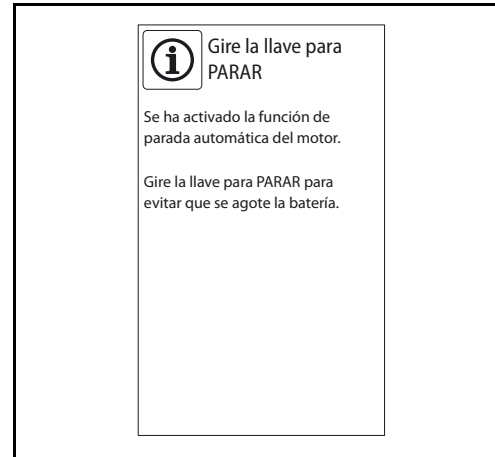 Gire la llave para
PARAR
Se ha activado la función de
parada automática del motor.
Gire la llave para PARAR para
evitar que se agote la batería.